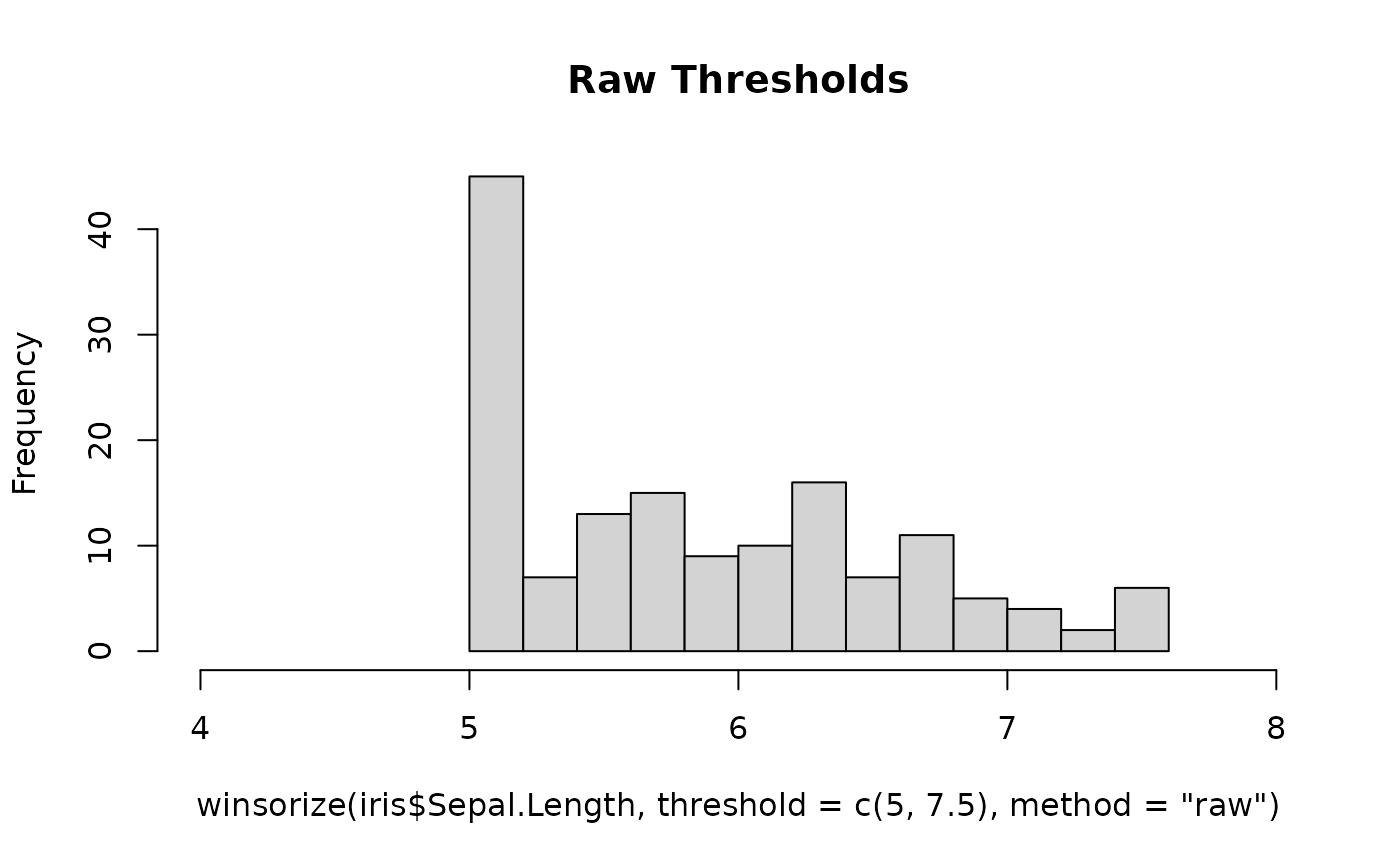 Raw Thresholds
Frequency
40
30
20
10
0
4 5 6 7 8
winsorize(iris$Sepal.Length, threshold = c(5, 7.5), method = "raw")